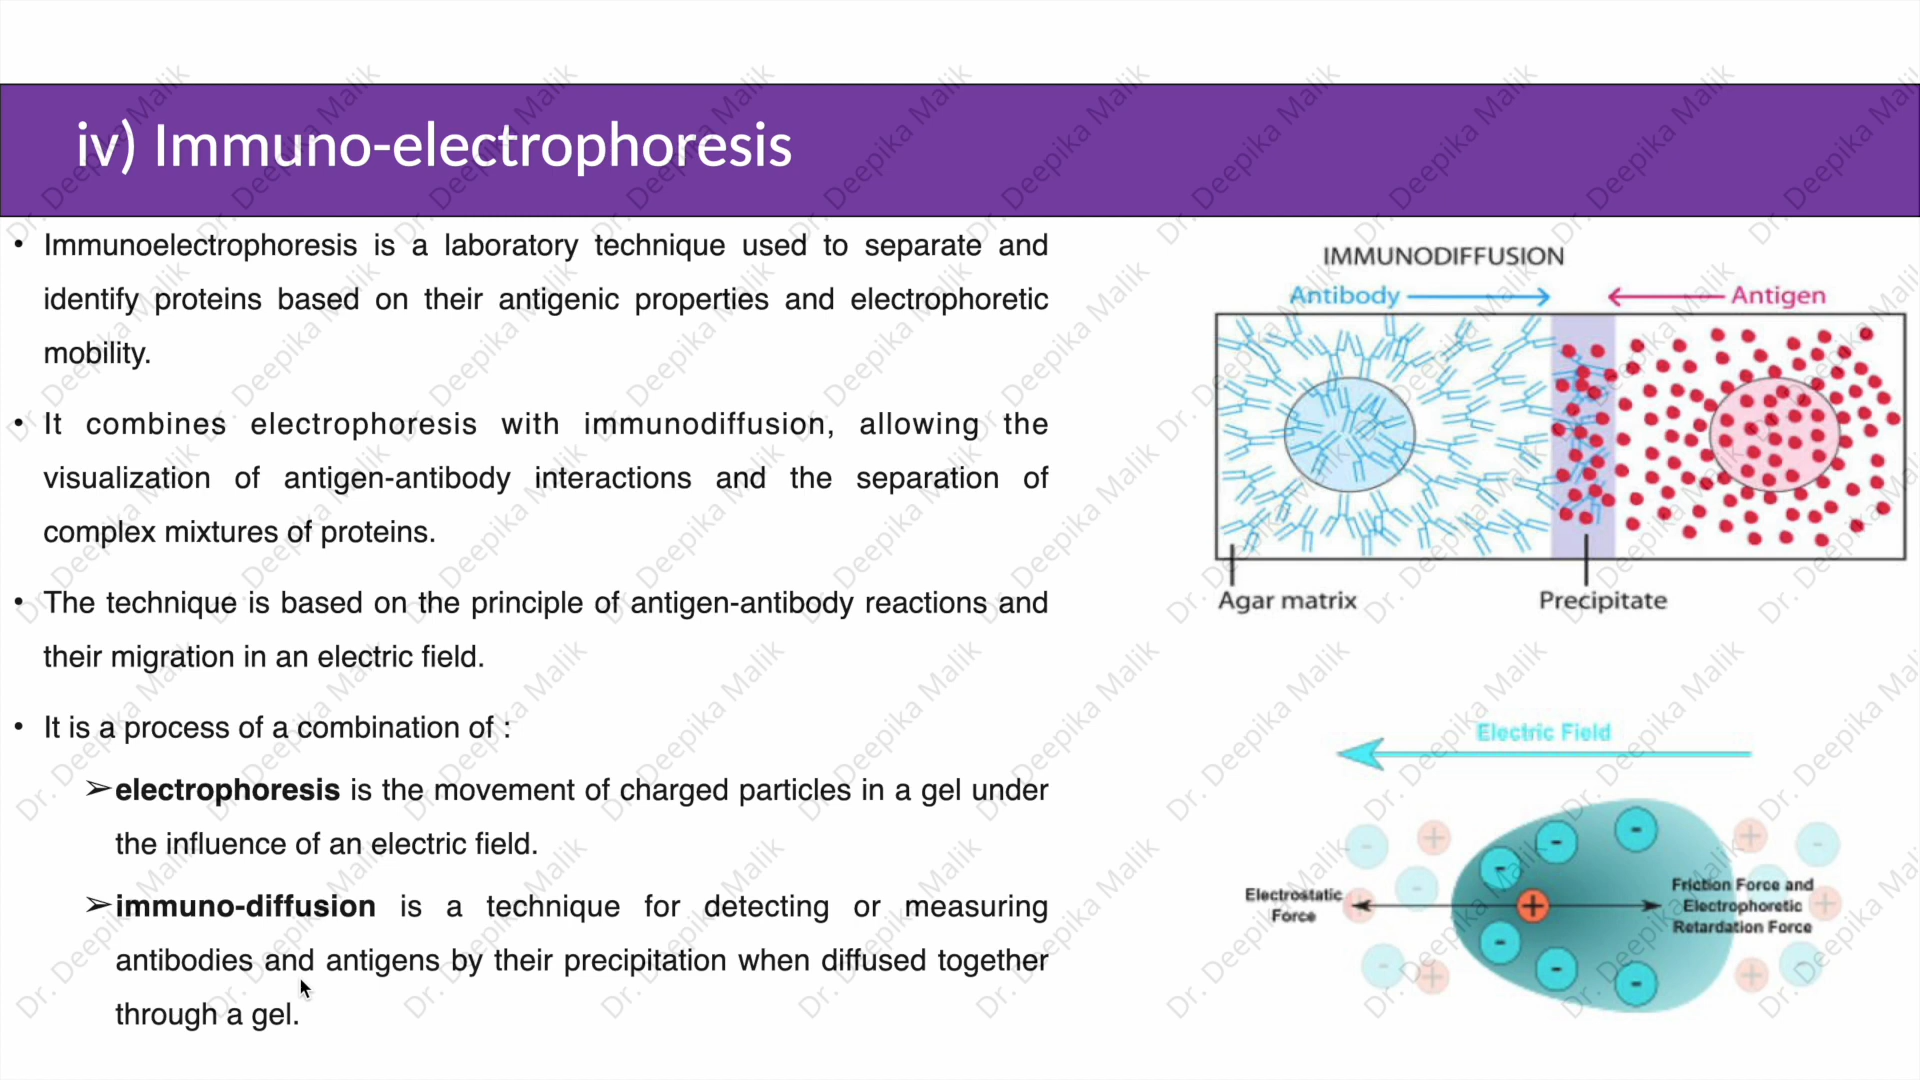 iv) Immuno-electrophoresis
• Immunoelectrophoresis is a laboratory technique used to separate and
identify proteins based on their antigenic properties and electrophoretic
mobility.
• It combines electrophoresis with immunodiffusion, allowing the
visualization of antigen-antibody interactions and the separation of
complex mixtures of proteins.
• The technique is based on the principle of antigen-antibody reactions and
their migration in an electric field.
• It is a process of a combination of :
➢electrophoresis is the movement of charged particles in a gel under
the influence of an electric field.
➢immuno-diffusion is a technique for detecting or measuring
antibodies and antigens by their precipitation when diffused together
through a gel.
IMMUNODIFFUSION
Antibody
Antigen
Agar matrix
Precipitate
Electric Field
Electrostatic
Force
Friction Force and
Electrophoretic
Retardation Force
Dr. Deepika Malik